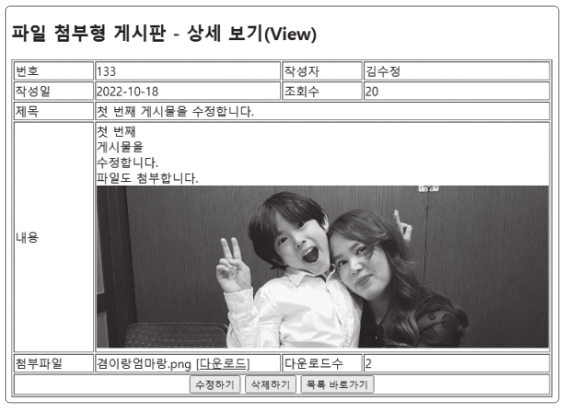 파일 첨부형 게시판 - 상세 보기(View)
번호 133 작성자 김수정
작성일 2022-10-18 조회수 20
제목 첫 번째 게시물을 수정합니다.
첫 번째
게시물을
수정합니다.
파일도 첨부합니다.
내용
첨부파일 겸이랑엄마랑.png [다운로드] 다운로드수 2
수정하기 삭제하기 목록 바로가기